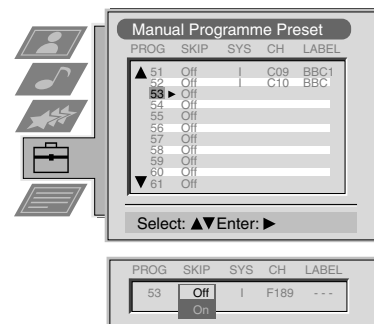 Manual Programme Preset
PROG SKIP SYS CH LABEL
51 Off I C09 BBC1
52 Off I C10 BBC
53 ► Off
54 Off
55 Off
56 Off
57 Off
58 Off
59 Off
60 Off
61 Off
Select: ▲▼Enter: ►
PROG SKIP SYS CH LABEL
53 Off I F189 - - -
On